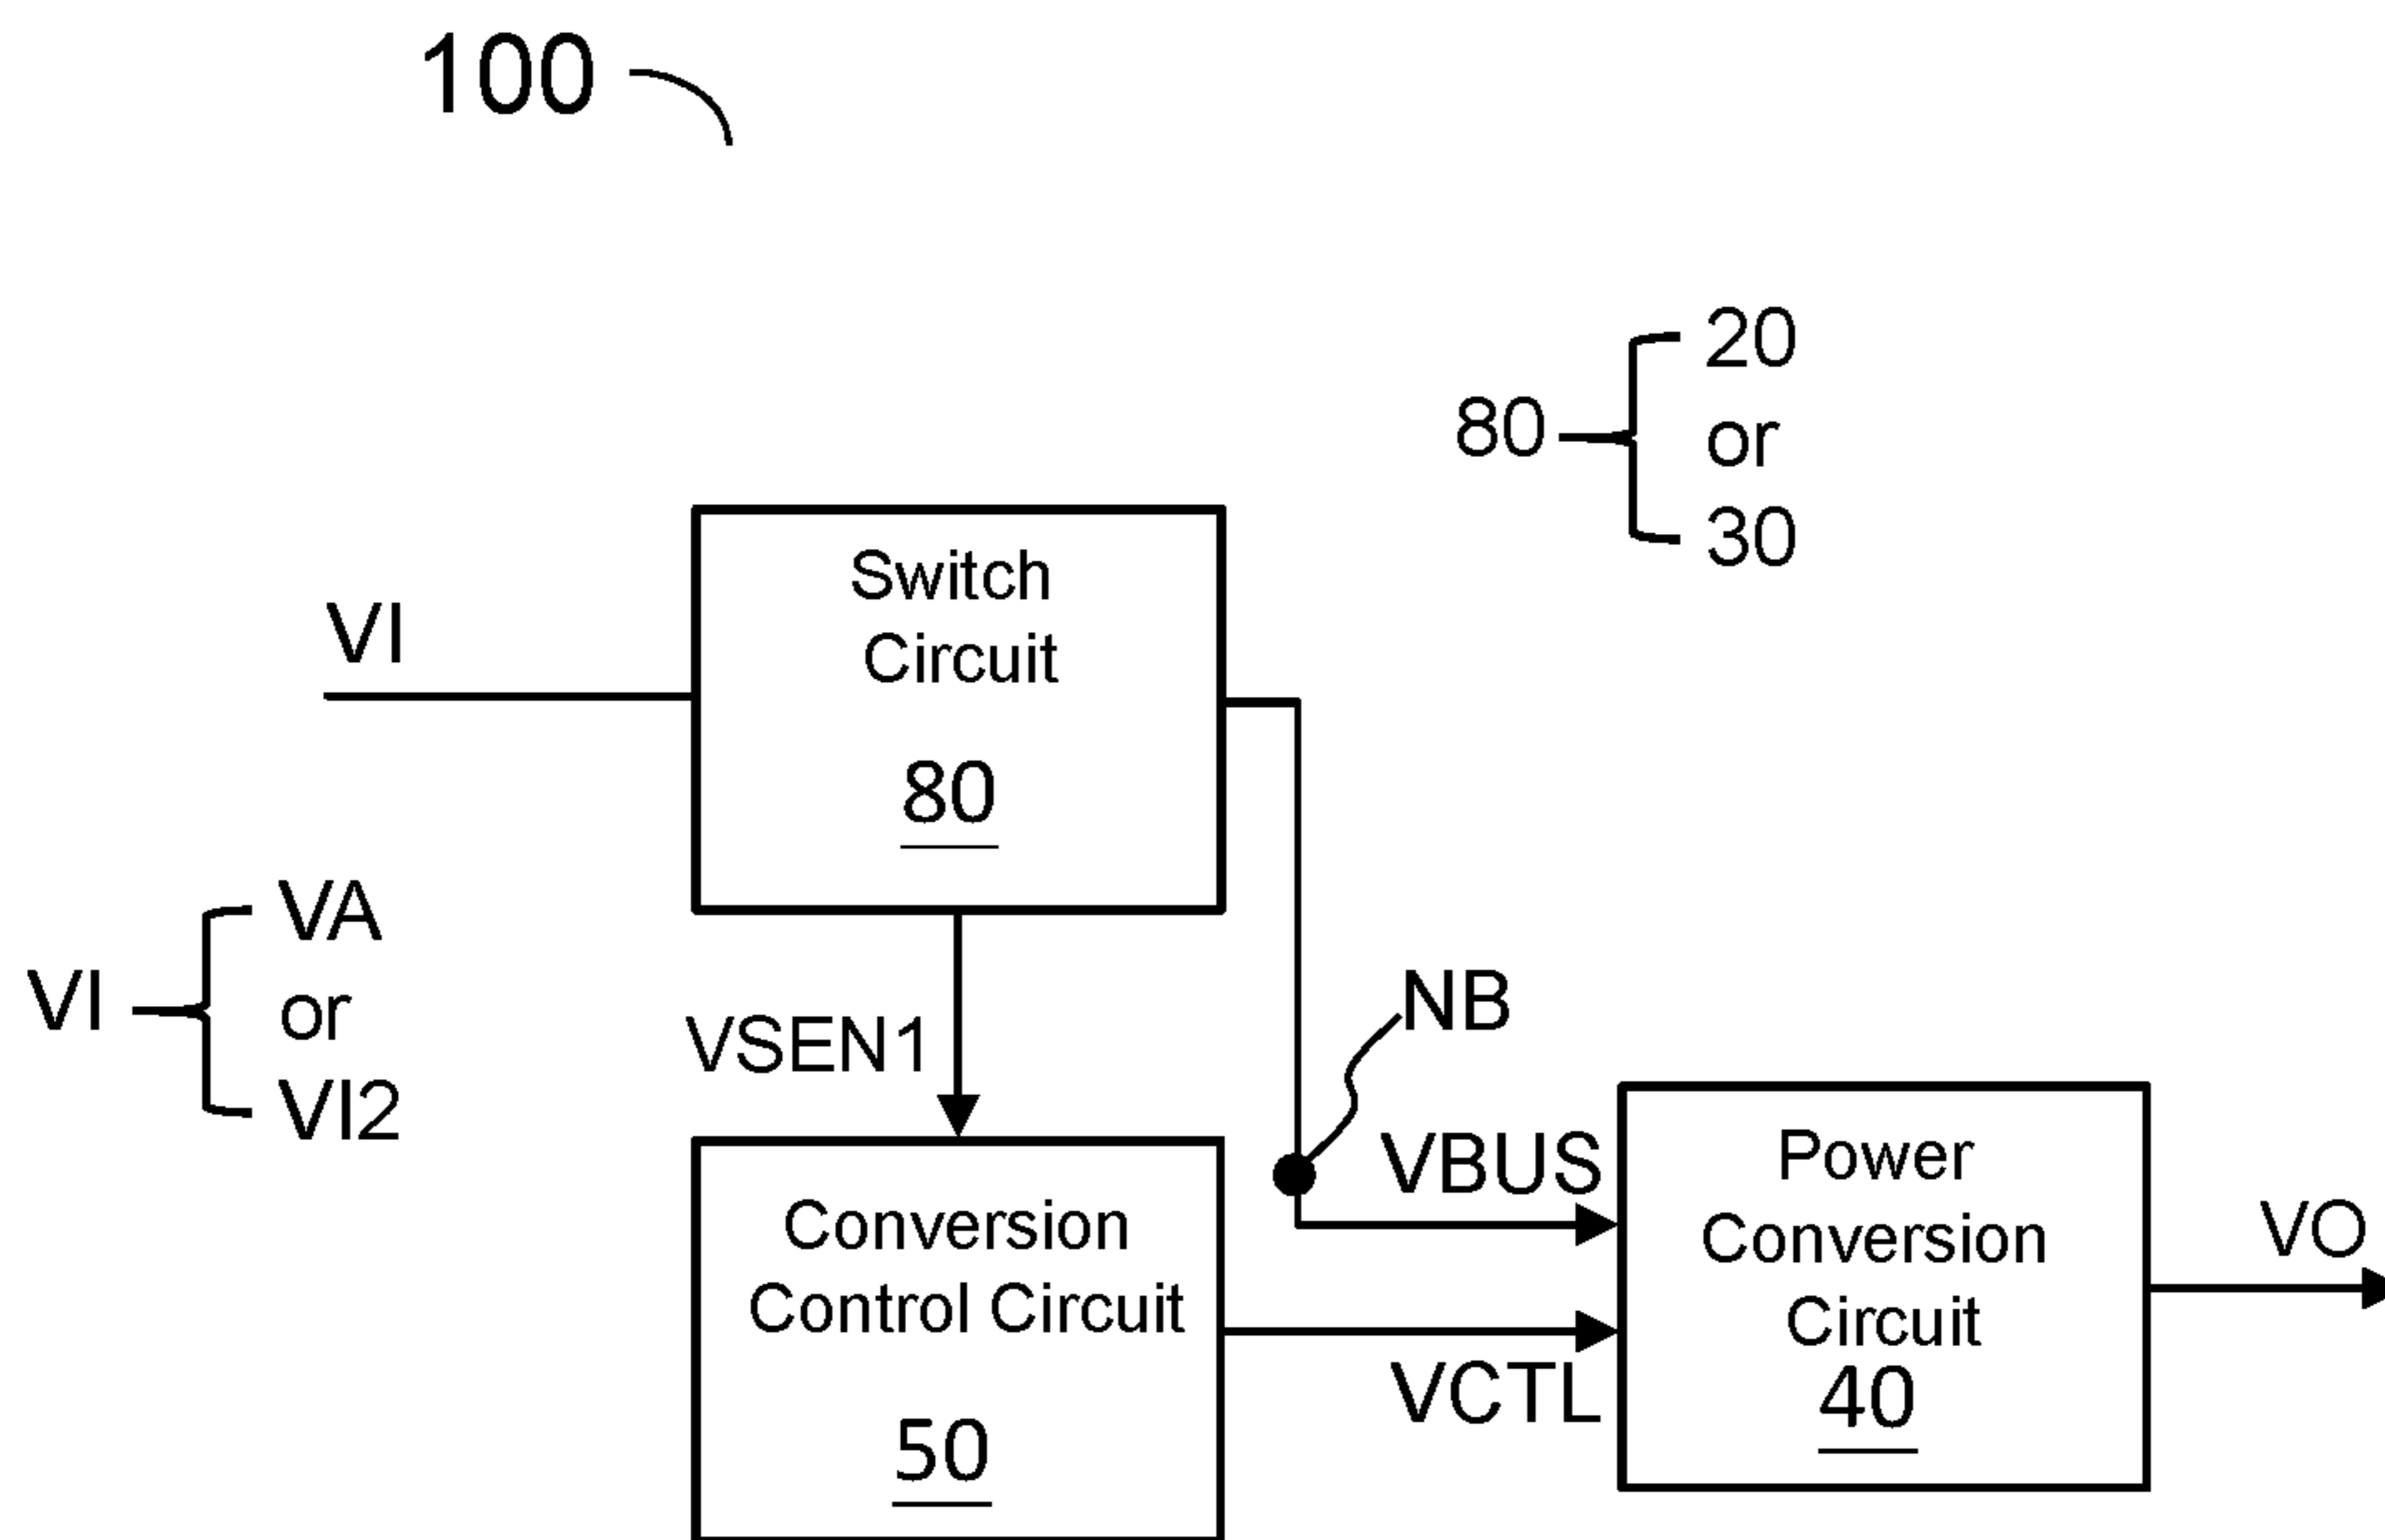 100
20
80
or
30
Switch
Circuit
80
VI
VA
VI
or
VI2
VSEN1
NB
VBUS
Conversion
Control Circuit
50
VCTL
Power
Conversion
Circuit
40
VO